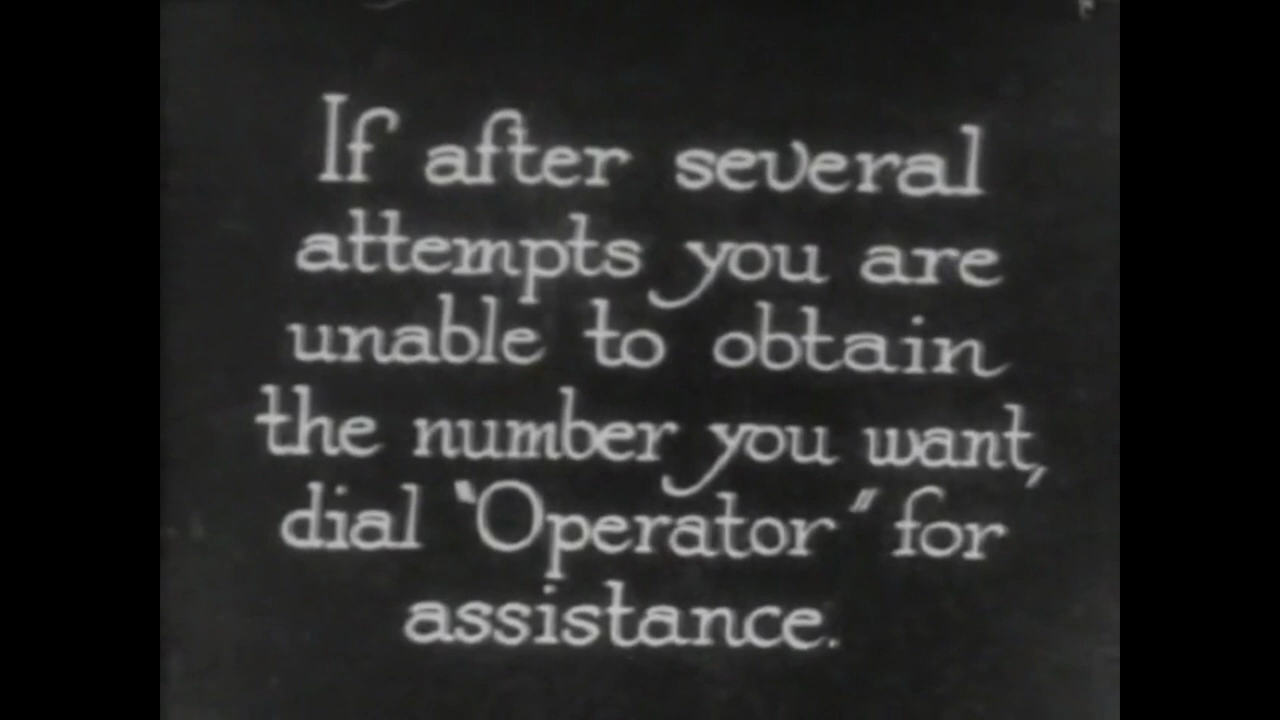 If after several
attempts you are
unable to obtain
the number you want,
dial "Operator" for
assistance.